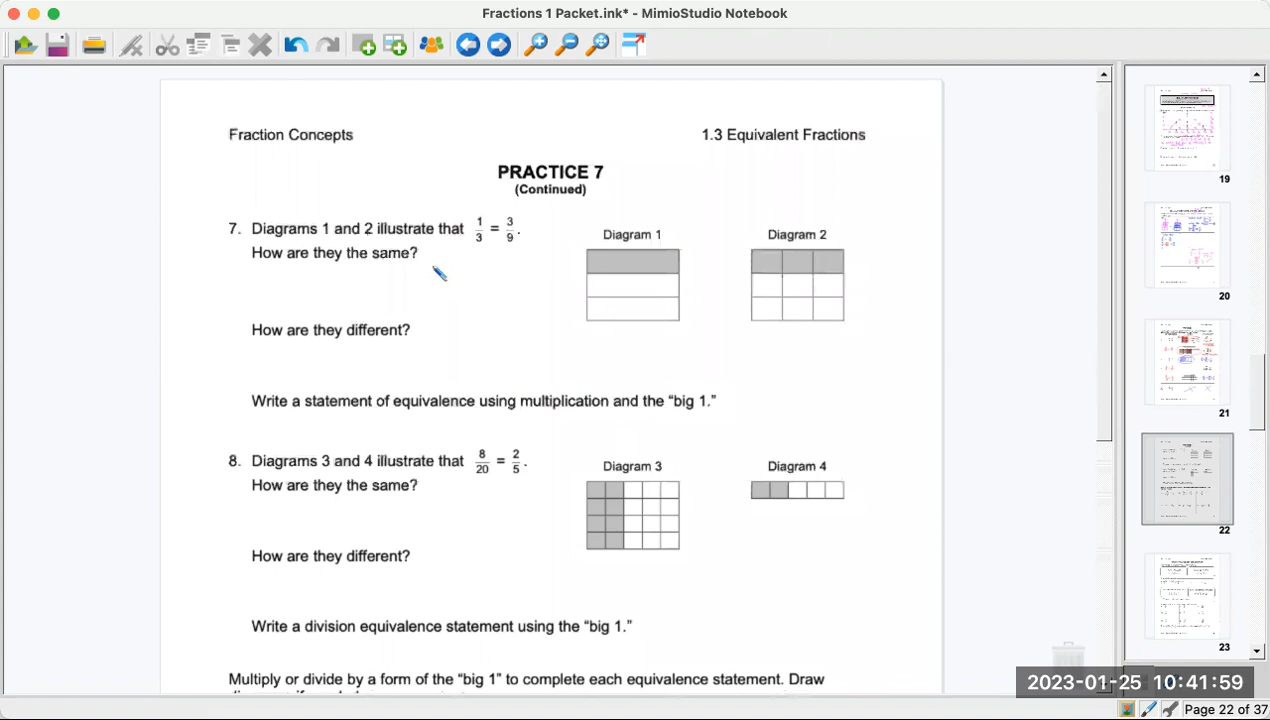 Fractions 1 Packet.ink* - MimioStudio Notebook
Fraction Concepts
1.3 Equivalent Fractions
PRACTICE 7
(Continued)
7. Diagrams 1 and 2 illustrate that 1/3 = 3/9.
How are they the same?
Diagram 1
Diagram 2
How are they different?
Write a statement of equivalence using multiplication and the “big 1.”
8. Diagrams 3 and 4 illustrate that 8/20 = 2/5.
How are they the same?
Diagram 3
Diagram 4
How are they different?
Write a division equivalence statement using the “big 1.”
Multiply or divide by a form of the “big 1” to complete each equivalence statement. Draw
19
20
21
22
23
2023-01-25 10:41:59
Page 22 of 37